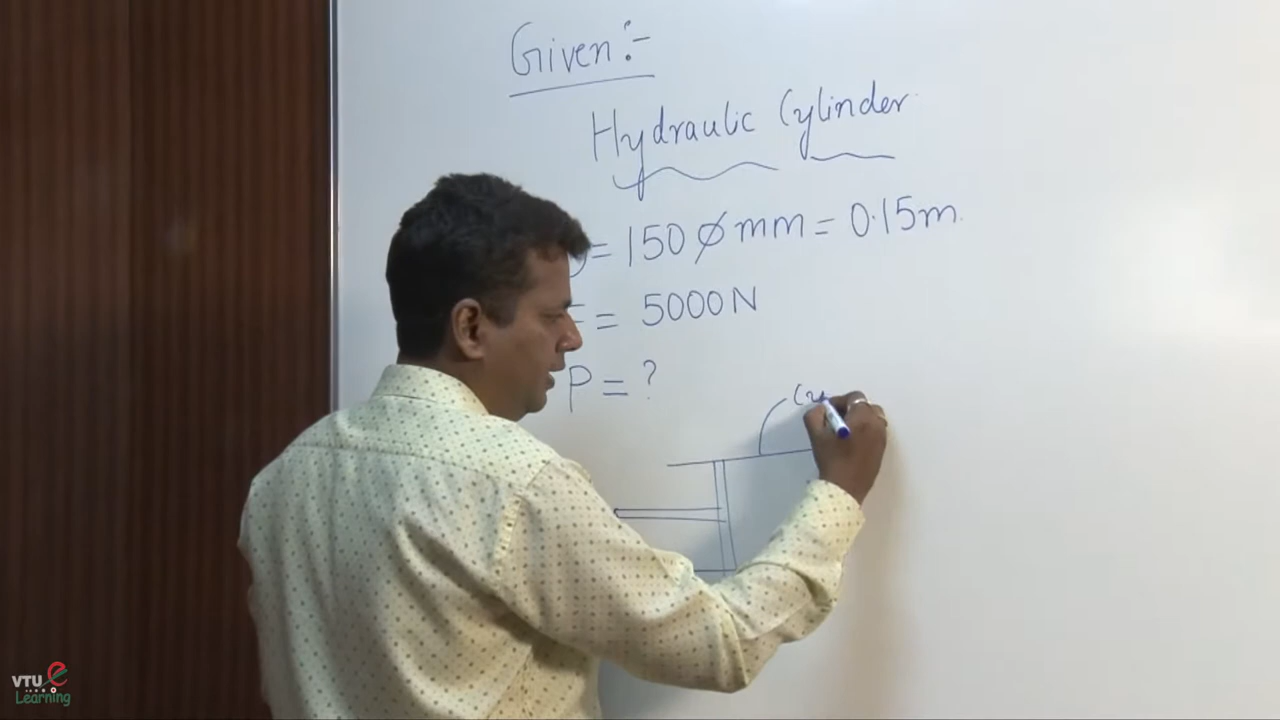 Given :-
Hydraulic Cylinder
= 150 ∅ mm = 0.15m.
= 5000 N
P = ?
(y
VTU e
Learning